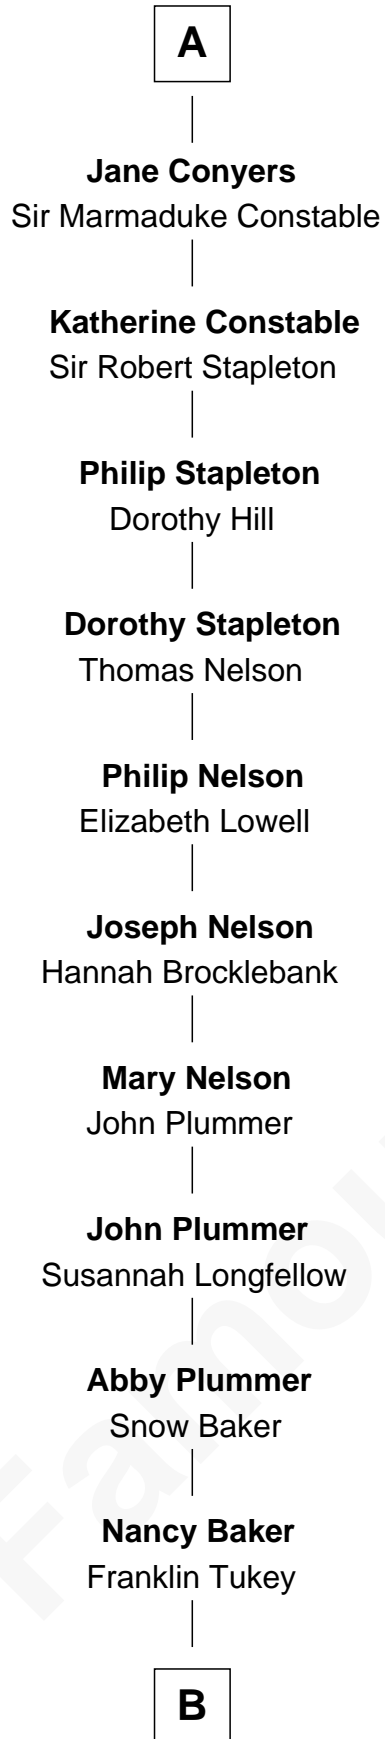 A
Jane Conyers
Sir Marmaduke Constable
Katherine Constable
Sir Robert Stapleton
Philip Stapleton
Dorothy Hill
Dorothy Stapleton
Thomas Nelson
Philip Nelson
Elizabeth Lowell
Joseph Nelson
Hannah Brocklebank
Mary Nelson
John Plummer
John Plummer
Susannah Longfellow
Abby Plummer
Snow Baker
Nancy Baker
Franklin Tukey
B
Famou